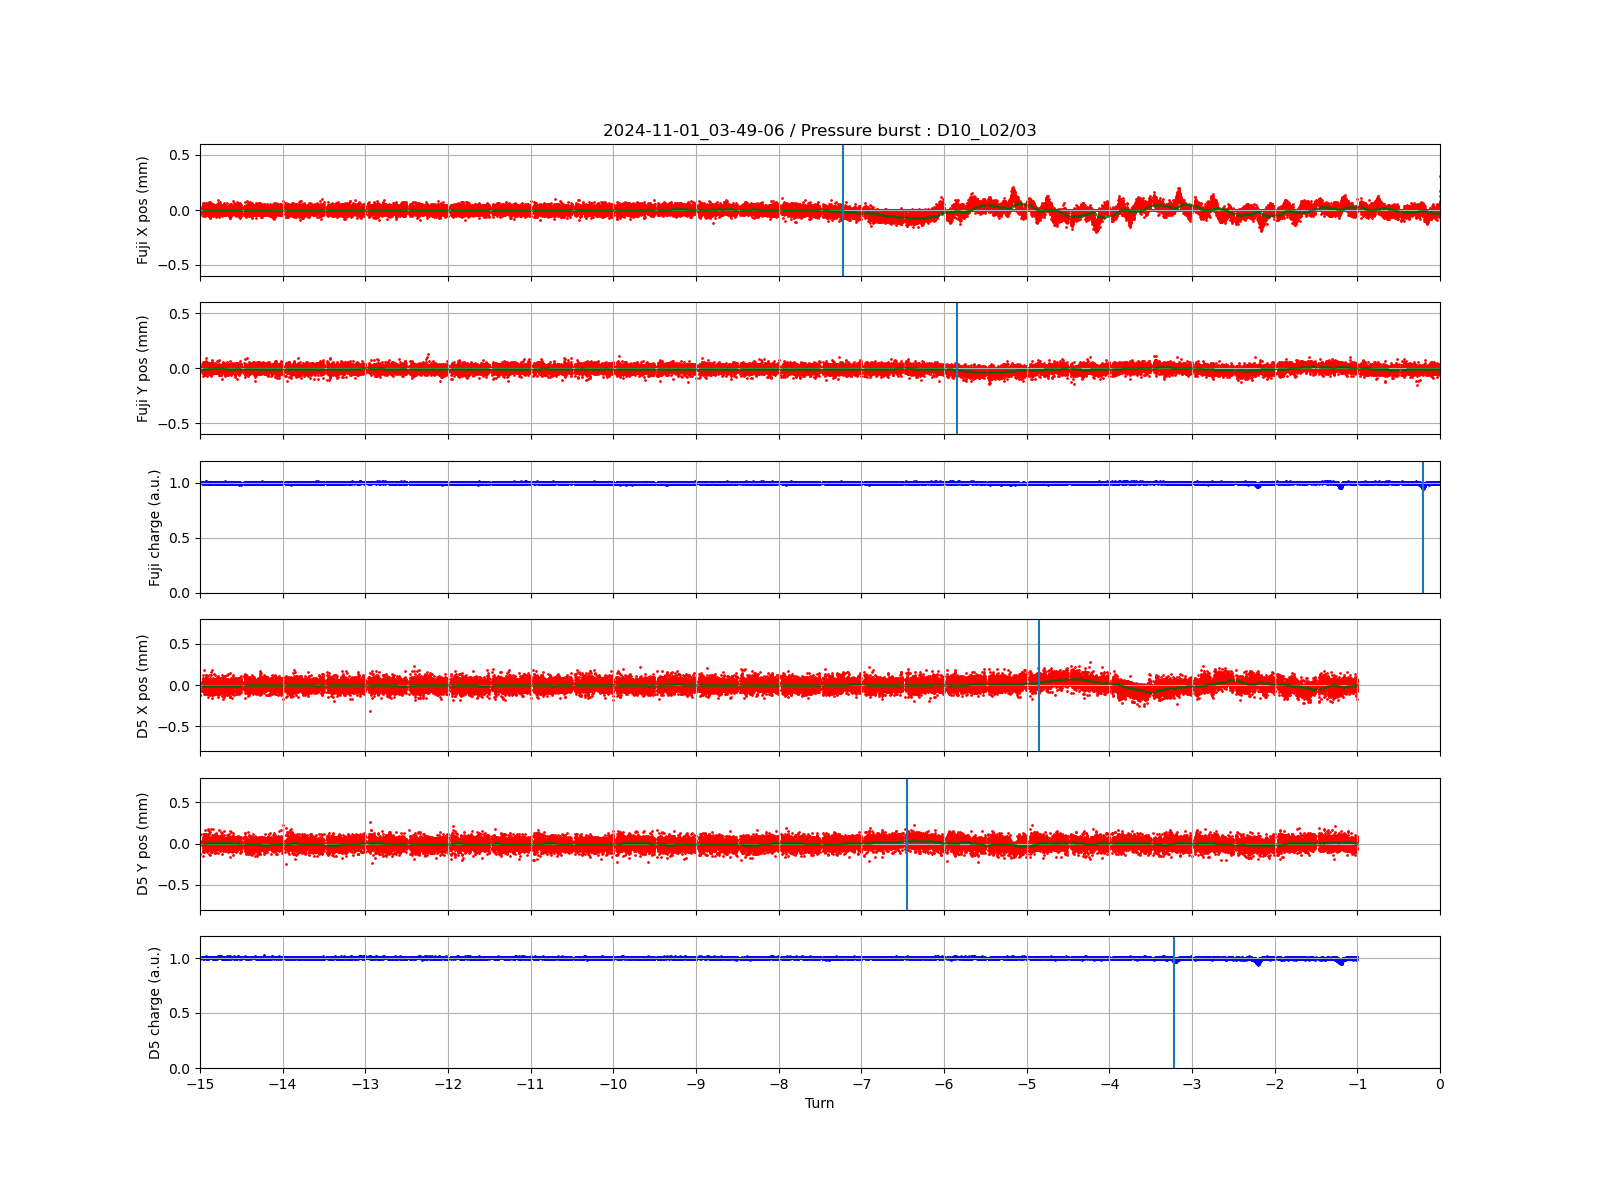 2024-11-01_03-49-06 / Pressure burst : D10_L02/03
Fuji X pos (mm)
0.5
0.0
−0.5
Fuji Y pos (mm)
0.5
0.0
−0.5
Fuji charge (a.u.)
1.0
0.5
0.0
D5 X pos (mm)
0.5
0.0
−0.5
D5 Y pos (mm)
0.5
0.0
−0.5
D5 charge (a.u.)
1.0
0.5
0.0
−15 −14 −13 −12 −11 −10 −9 −8 −7 −6 −5 −4 −3 −2 −1 0
Turn